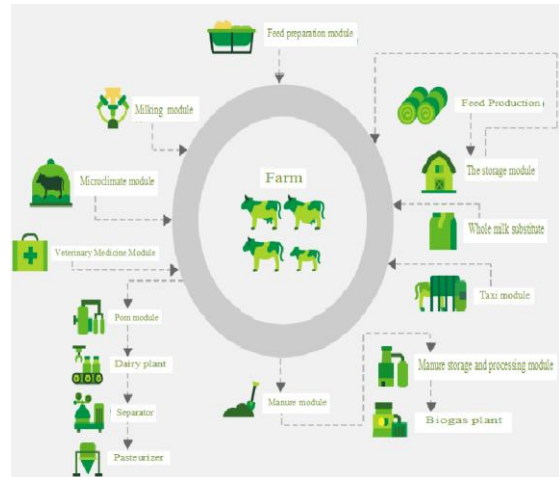 Feed preparation module
Milking module
Feed Production
Farm
Microclimate module
The storage module
Whole milk substitute
Veterinary Medicine Module
Taxi module
Pom module
Dairy plant
Manure storage and processing module
Separator
Manure module
Biogas plant
Pasteurizer